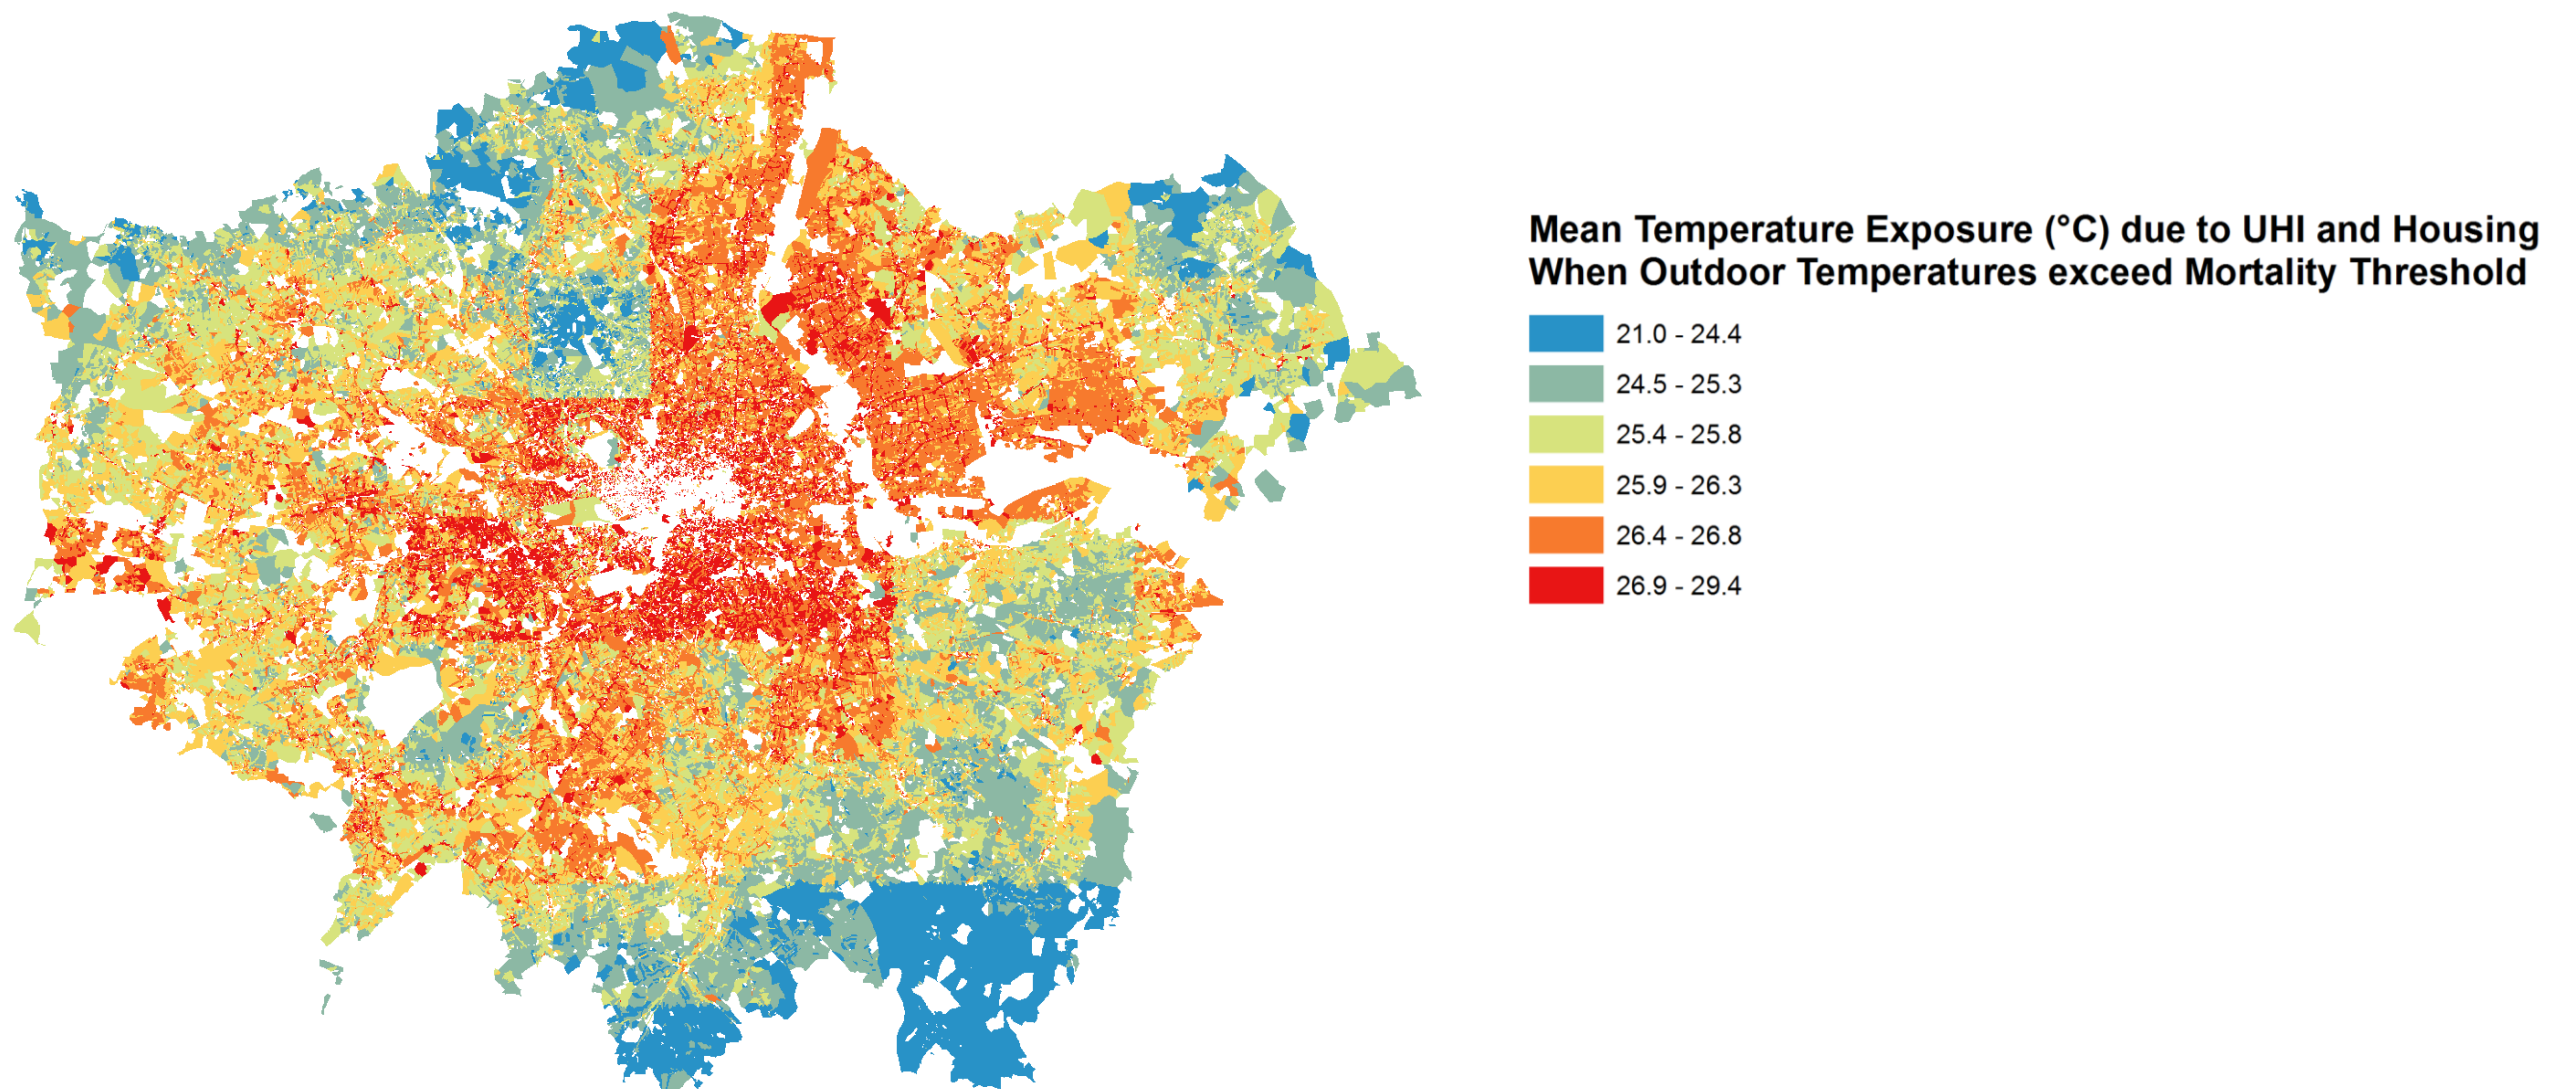 Mean Temperature Exposure (°C) due to UHI and Housing
When Outdoor Temperatures exceed Mortality Threshold
21.0 - 24.4
24.5 - 25.3
25.4 - 25.8
25.9 - 26.3
26.4 - 26.8
26.9 - 29.4